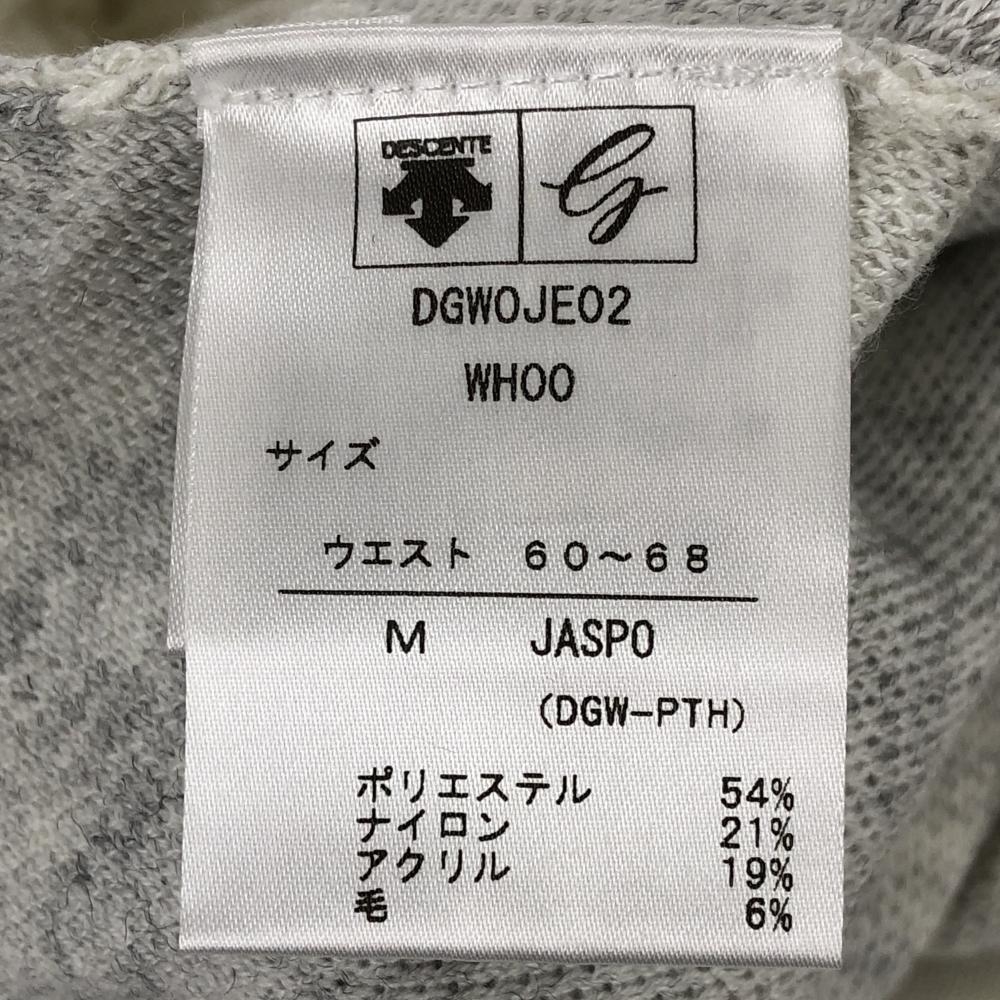 DESCENTE G
DGWOJE02
WH00
サイズ
ウエスト 60〜68
M JASPO
(DGW-PTH)
ポリエステル 54%
ナイロン 21%
アクリル 19%
毛 6%